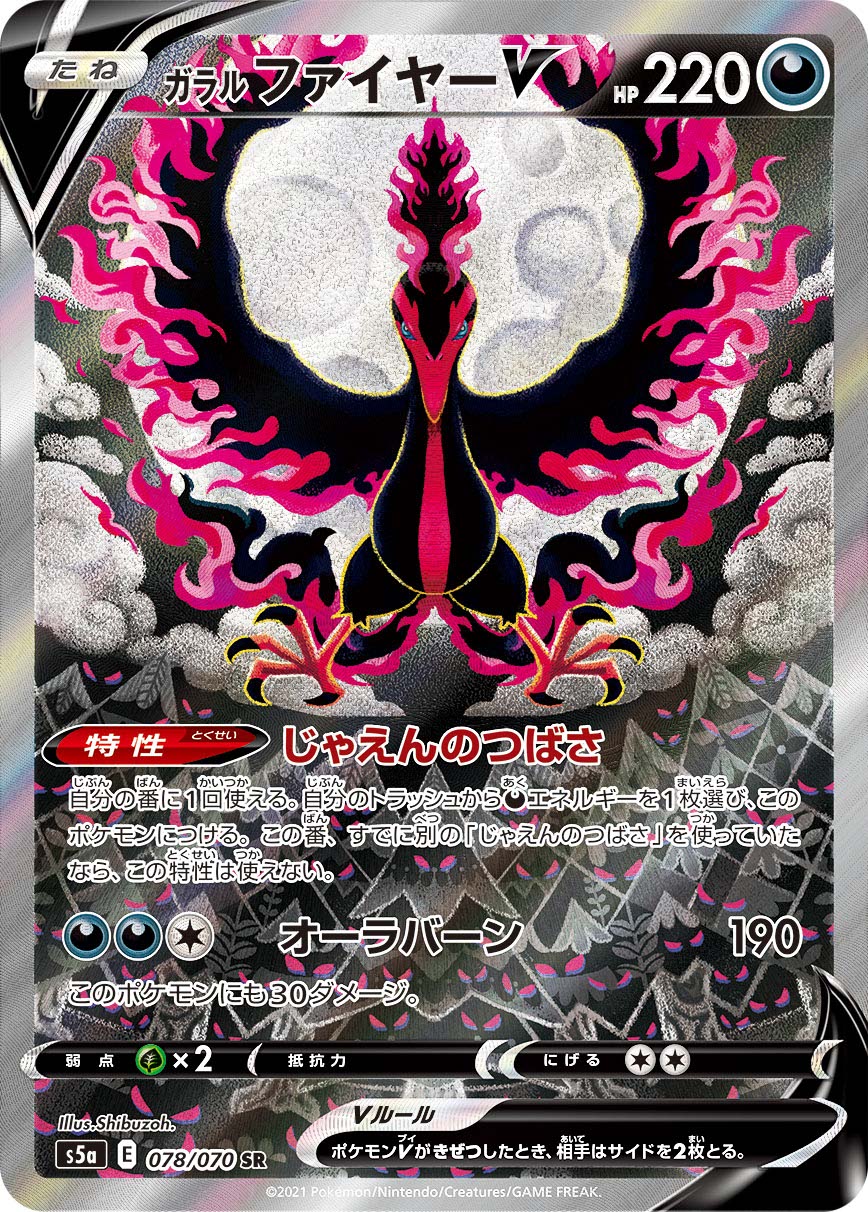 たね
ガラル ファイヤーV
HP 220
特性 とくせい じゃえんのつばさ
自分の番に1回使える。自分のトラッシュからエネルギーを1枚選び、この
ポケモンにつける。この番、すでに別の「じゃえんのつばさ」を使っていた
なら、この特性は使えない。
オーラバーン 190
このポケモンにも30ダメージ。
弱点 ×2 抵抗力 にげる
Illus.Shibuzoh.
Vルール
ポケモンVがきぜつしたとき、相手はサイドを2枚とる。
s5a E 078/070 SR
©2021 Pokémon/Nintendo/Creatures/GAME FREAK.